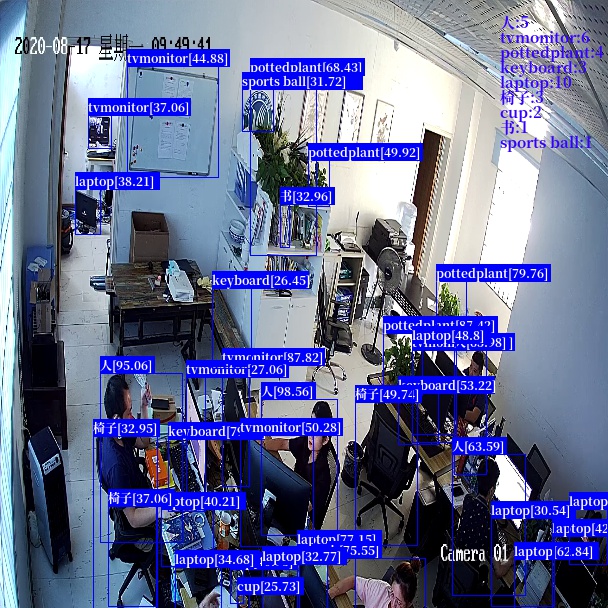 2020-08-17 星期一 09:49:41
人:5
tvmonitor:6
pottedplant:4
keyboard:3
laptop:10
椅子:3
cup:2
书:1
sports ball:1
tvmonitor[44.88]
pottedplant[68.43]
sports ball[31.72]
tvmonitor[37.06]
pottedplant[49.92]
laptop[38.21]
书[32.96]
pottedplant[79.76]
keyboard[26.45]
pottedplant[87.42]
laptop[48.8]
tvmonitor[87.82]
人[95.06]
tvmonitor[27.06]
人[98.56]
椅子[49.74]
keyboard[53.22]
椅子[32.95]
tvmonitor[50.28]
人[63.59]
椅子[37.06]
laptop[40.21]
laptop[30.54]
laptop[77.15]
laptop[34.68]
laptop[32.77]
75.55]
Camera 01
laptop[62.84]
cup[25.73]